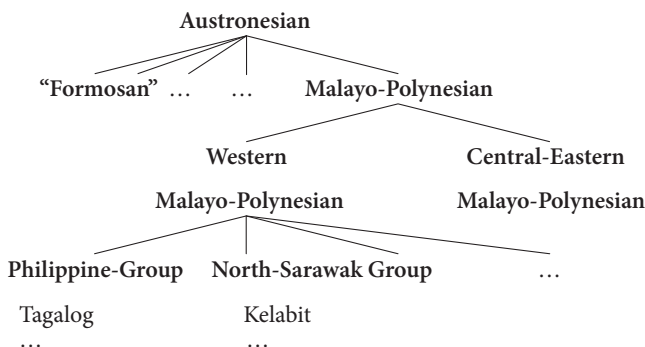 Austronesian
“Formosan” … … Malayo-Polynesian
Western Central-Eastern
Malayo-Polynesian Malayo-Polynesian
Philippine-Group North-Sarawak Group …
Tagalog Kelabit
… …